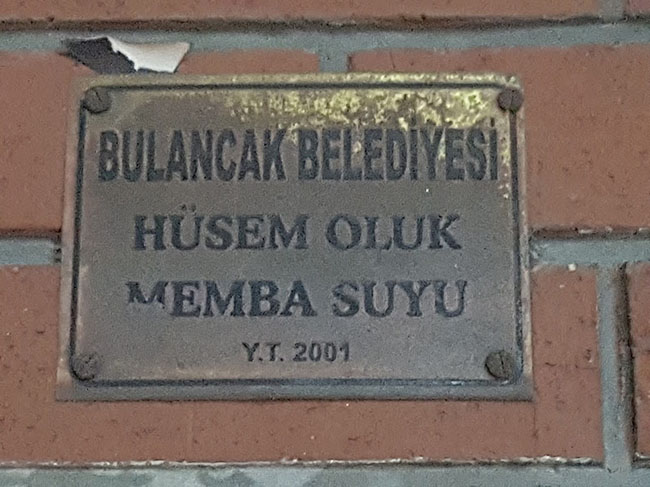 BULANCAK BELEDİYESİ
HÜSEM OLUK
MEMBA SUYU
Y.T. 2001